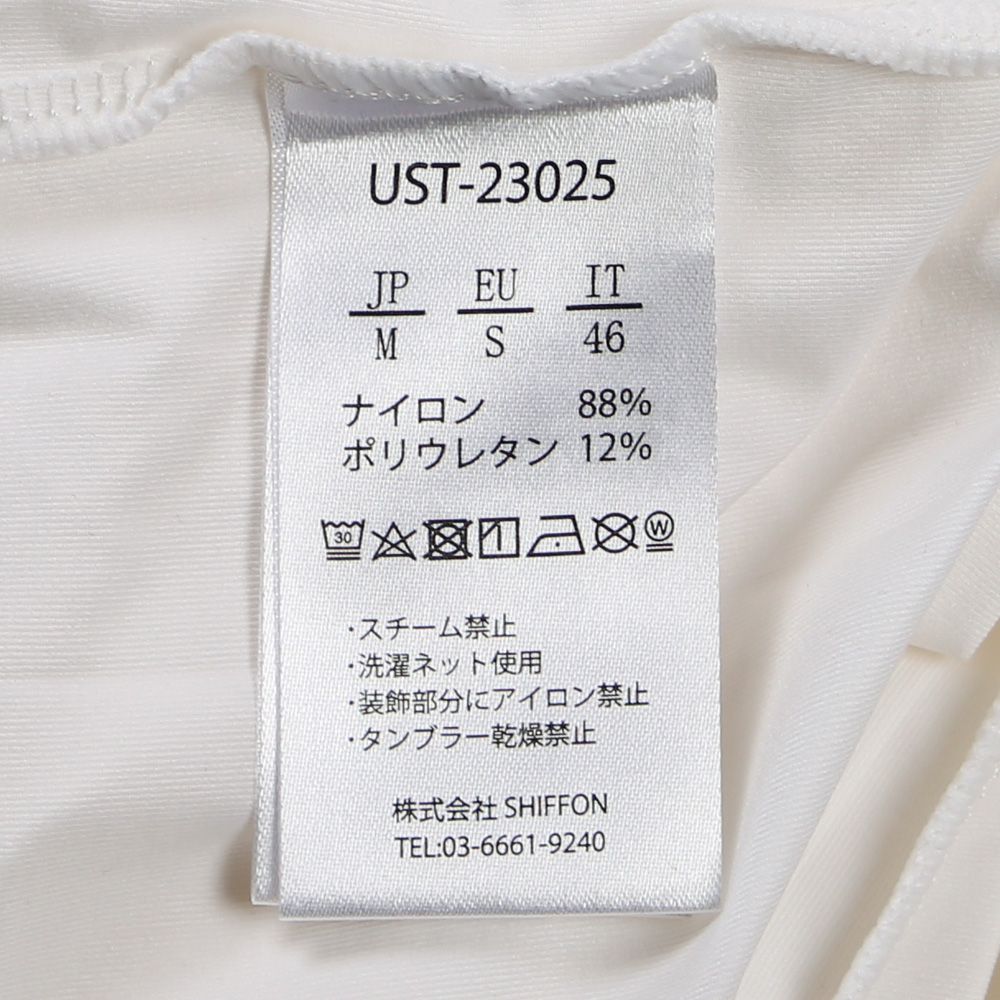 UST-23025
JP EU IT
M S 46
ナイロン 88%
ポリウレタン 12%
30 W
・スチーム禁止
・洗濯ネット使用
・装飾部分にアイロン禁止
・タンブラー乾燥禁止
株式会社 SHIFFON
TEL:03-6661-9240